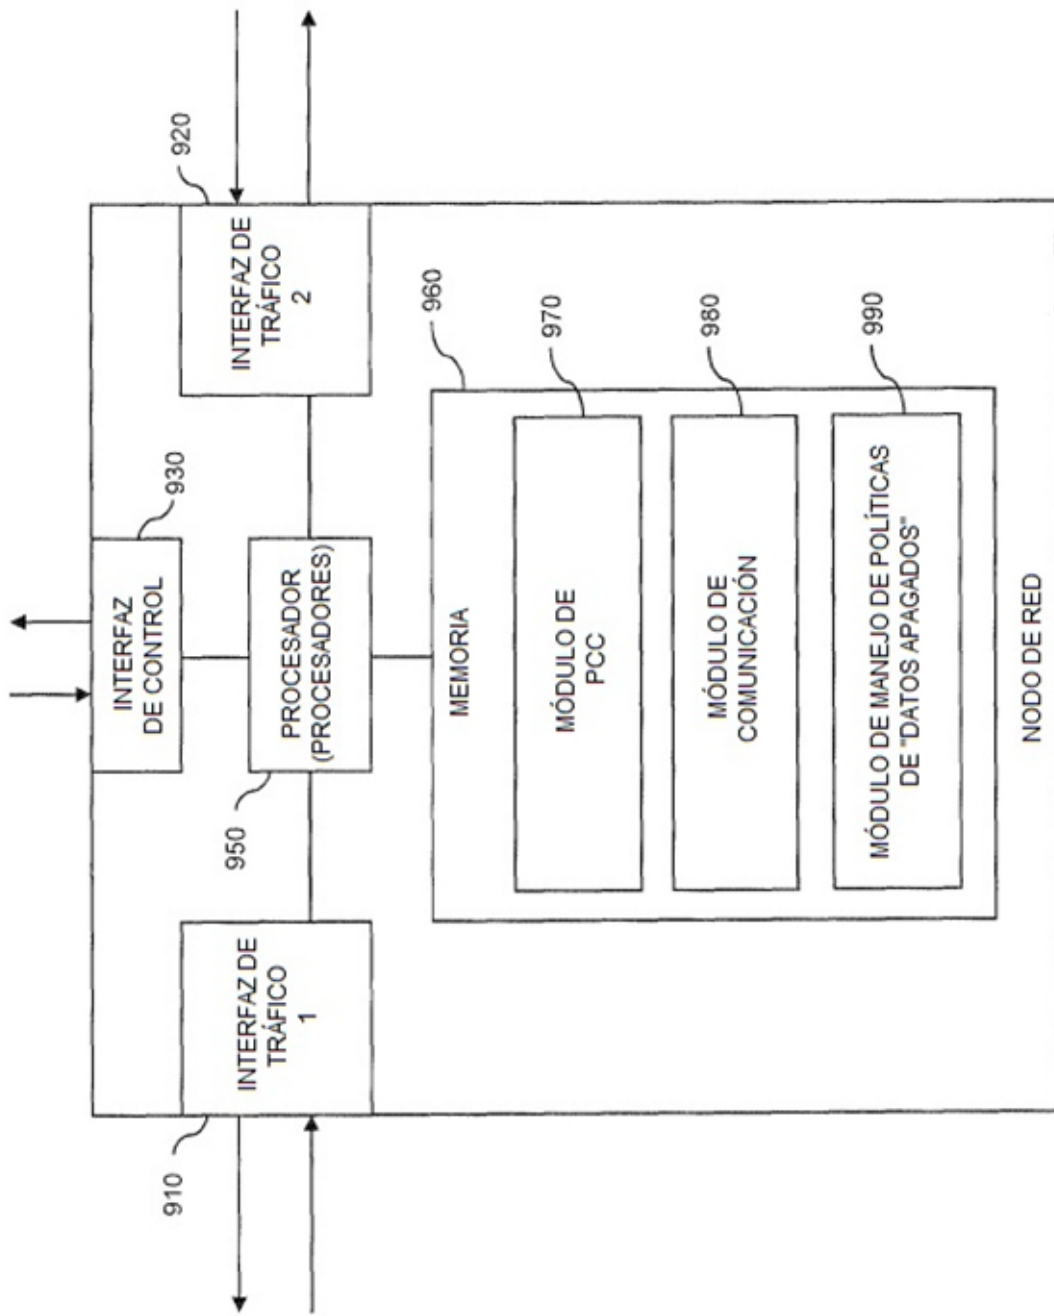 930
INTERFAZ
DE CONTROL
910
INTERFAZ DE
TRÁFICO
1
920
INTERFAZ DE
TRÁFICO
2
950
PROCESADOR
(PROCESADORES)
960
MEMORIA
970
MÓDULO DE
PCC
980
MÓDULO DE
COMUNICACIÓN
990
MÓDULO DE MANEJO DE POLÍTICAS
DE "DATOS APAGADOS"
NODO DE RED